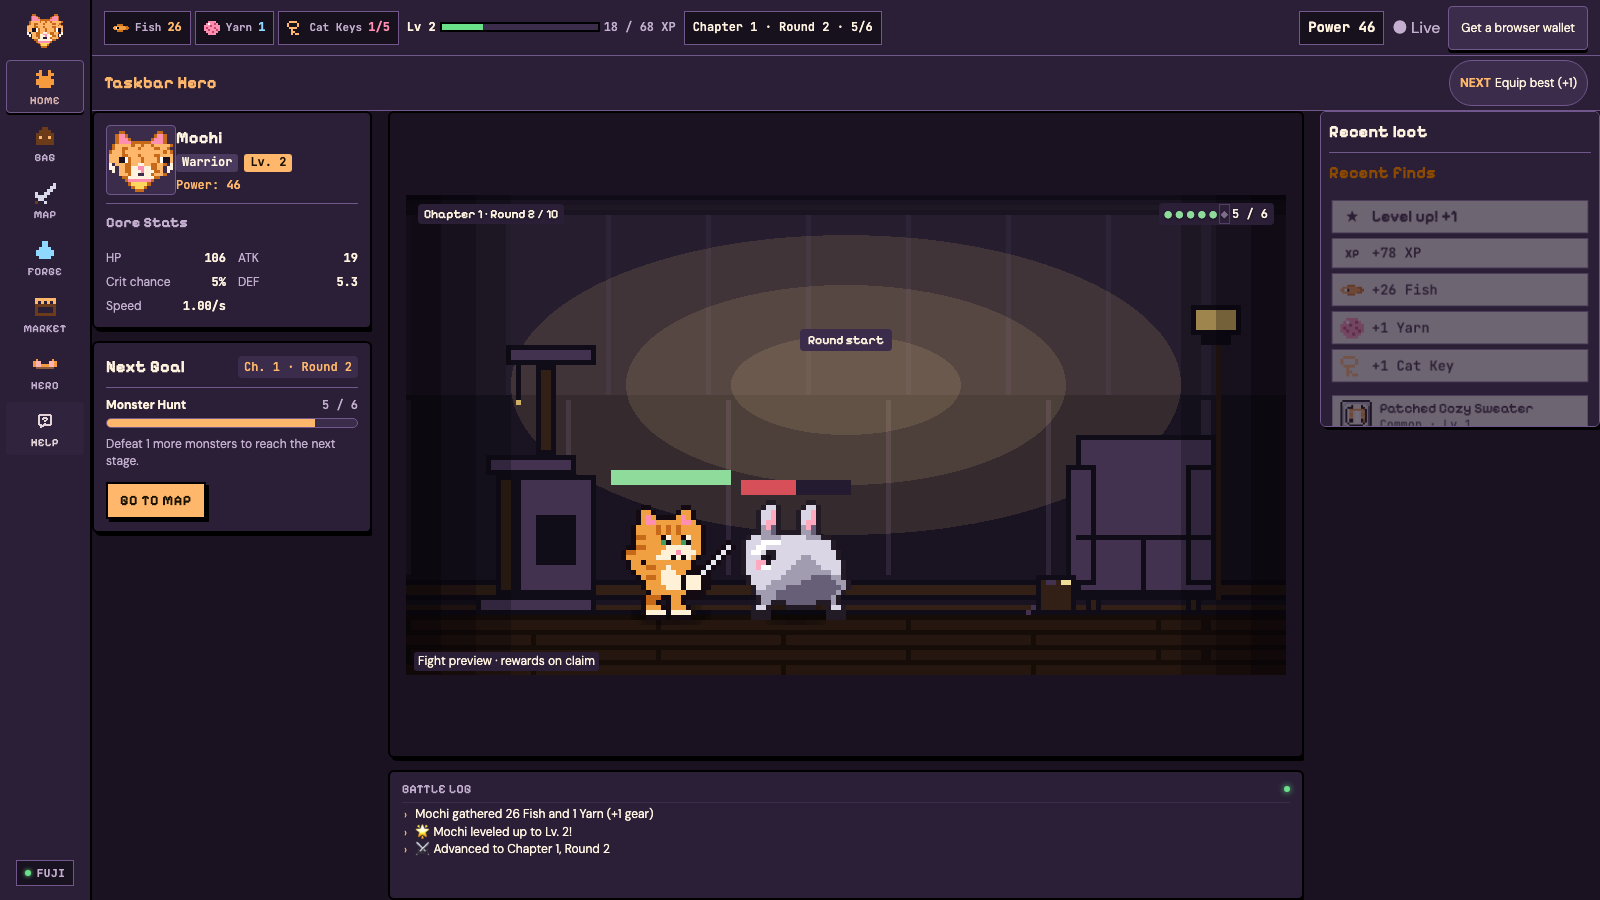 Fish 26
Yarn 1
Cat Keys 1/5
Lv 2
18 / 68 XP
Chapter 1 · Round 2 · 5/6
Power 46
Live
Get a browser wallet
HOME
BAG
MAP
FORGE
MARKET
HERO
HELP
FUJI
Taskbar Hero
NEXT Equip best (+1)
Mochi
Warrior
Lv. 2
Power: 46
Core Stats
HP 106 ATK 19
Crit chance 5% DEF 5.3
Speed 1.00/s
Next Goal
Ch. 1 · Round 2
Monster Hunt 5 / 6
Defeat 1 more monsters to reach the next
stage.
GO TO MAP
Chapter 1 · Round 2 / 10
5 / 6
Round start
Fight preview · rewards on claim
BATTLE LOG
› Mochi gathered 26 Fish and 1 Yarn (+1 gear)
› 🌟 Mochi leveled up to Lv. 2!
› ⚔ Advanced to Chapter 1, Round 2
Recent loot
Recent finds
★ Level up! +1
XP +78 XP
+26 Fish
+1 Yarn
+1 Cat Key
Patched Cozy Sweater
Common · Lv 1